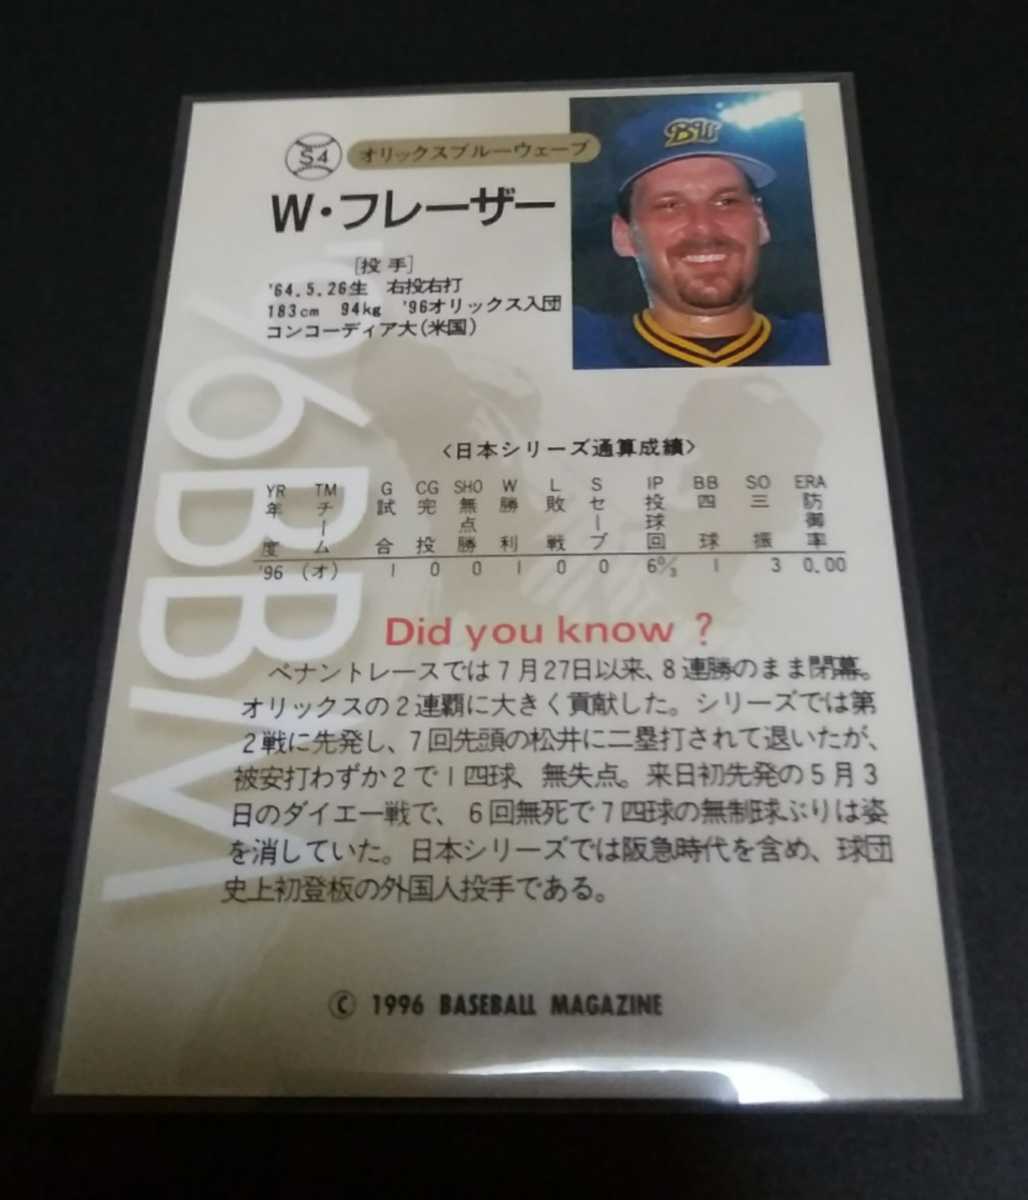 S4 オリックスブルーウェーブ
BW
W・フレーザー
[投手]
'64.5.26生 右投右打
183cm 94kg '96オリックス入団
コンコーディア大(米国)
'96BBM
〈日本シリーズ通算成績〉
YR TM G CG SHO W L S IP BB SO ERA
年度 チーム 試合 完投 無点勝 勝利 敗戦 セーブ 投球回 四球 三振 防御率
'96 (オ) 1 0 0 1 0 0 6 0/3 1 3 0.00
Did you know ?
ペナントレースでは7月27日以来、8連勝のまま閉幕。
オリックスの2連覇に大きく貢献した。シリーズでは第
2戦に先発し、7回先頭の松井に二塁打されて退いたが、
被安打わずか2で1四球、無失点。来日初先発の5月3
日のダイエー戦で、6回無死で7四球の無制球ぶりは姿
を消していた。日本シリーズでは阪急時代を含め、球団
史上初登板の外国人投手である。
© 1996 BASEBALL MAGAZINE